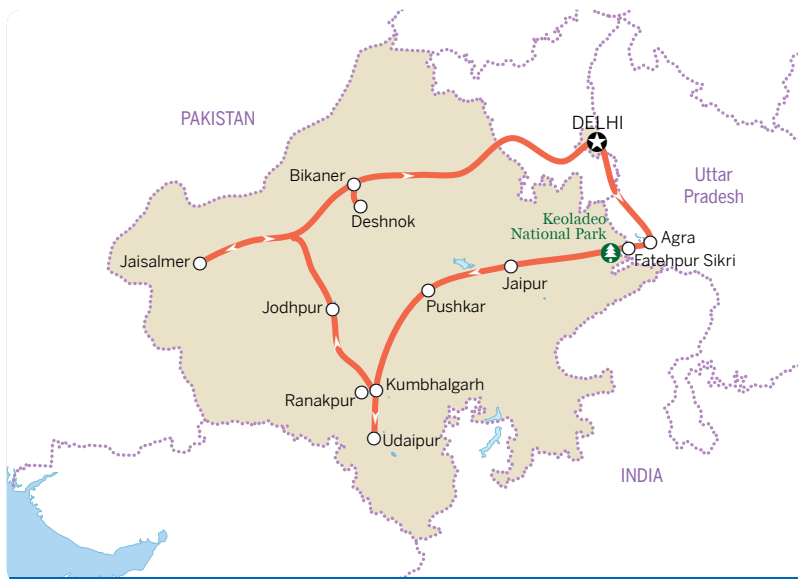 PAKISTAN
DELHI
Uttar
Pradesh
Bikaner
Deshnok
Keoladeo
National Park
Agra
Fatehpur Sikri
Jaisalmer
Jaipur
Jodhpur
Pushkar
Kumbhalgarh
Ranakpur
Udaipur
INDIA